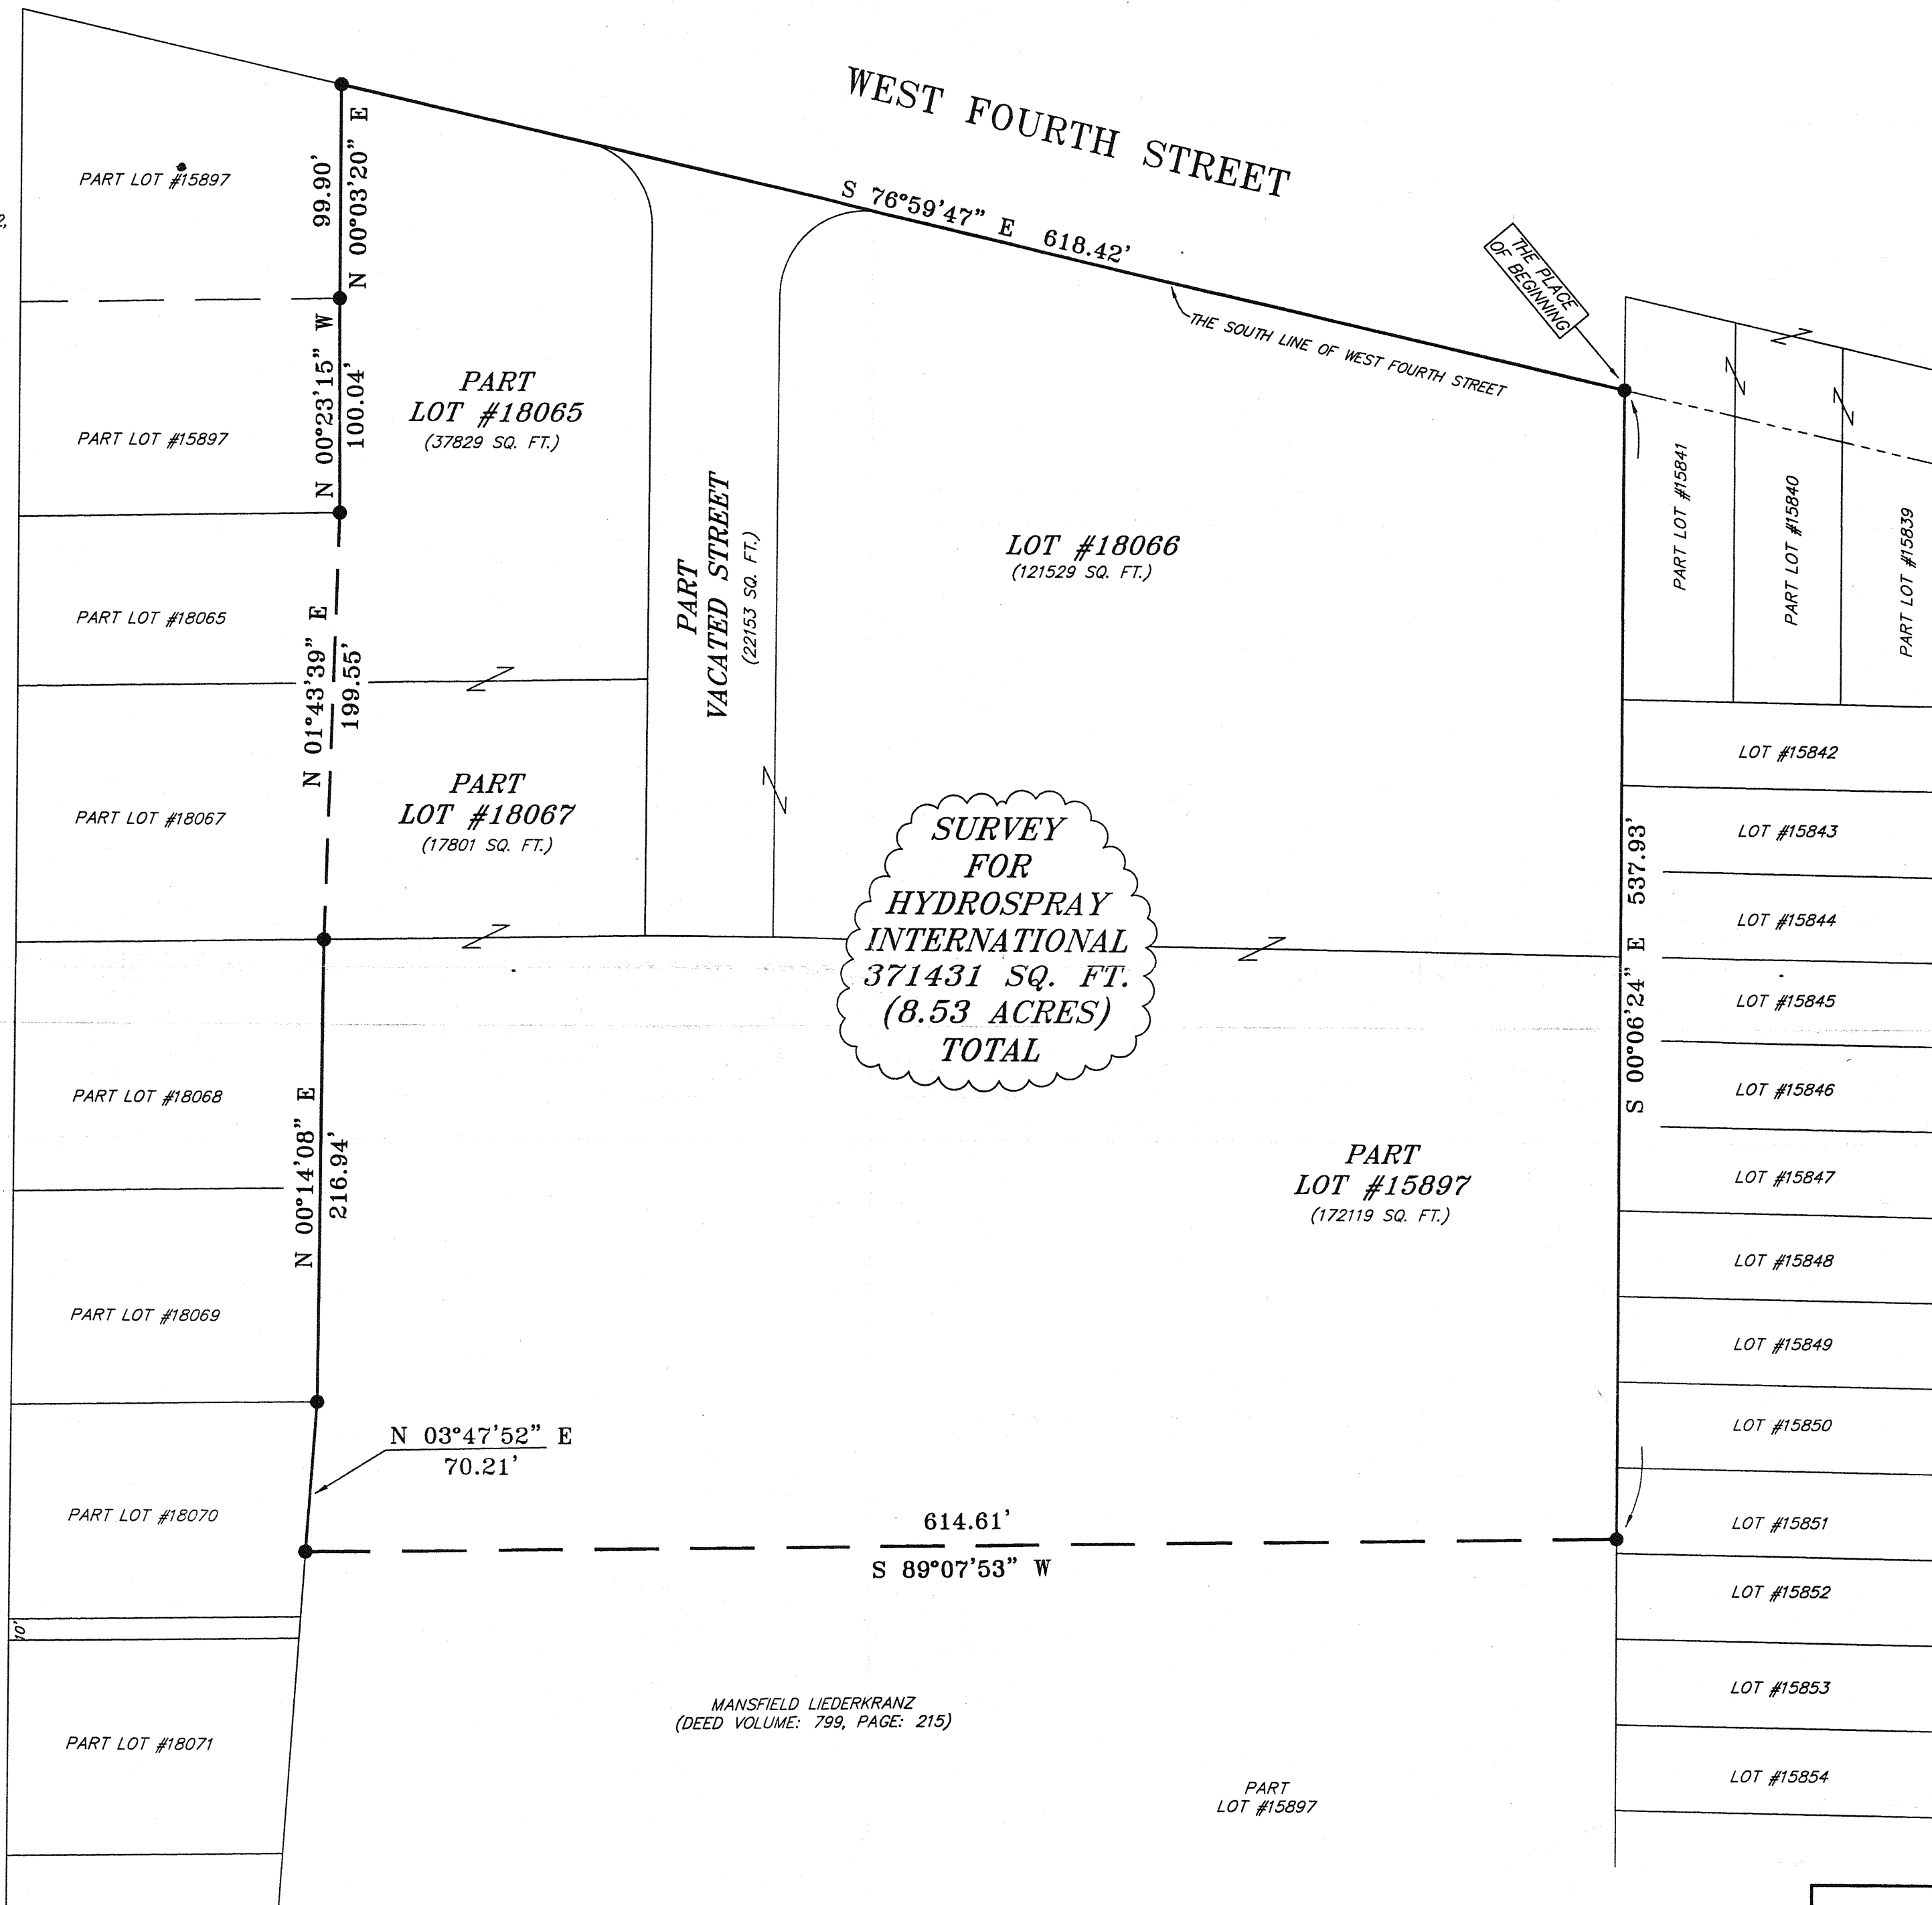 WEST FOURTH STREET
S 76°59'47" E 618.42'
THE SOUTH LINE OF WEST FOURTH STREET
THE PLACE
OF BEGINNING
2,
PART LOT #15897
99.90'
N 00°03'20" E
N 00°23'15" W
100.04'
PART LOT #15897
PART
LOT #18065
(37829 SQ. FT.)
PART
VACATED STREET
(22153 SQ. FT.)
LOT #18066
(121529 SQ. FT.)
PART LOT #15841
PART LOT #15840
PART LOT #15839
PART LOT #18065
N 01°43'39" E
199.55'
PART LOT #18067
PART
LOT #18067
(17801 SQ. FT.)
SURVEY
FOR
HYDROSPRAY
INTERNATIONAL
371431 SQ. FT.
(8.53 ACRES)
TOTAL
S 00°06'24" E 537.93'
LOT #15842
LOT #15843
LOT #15844
LOT #15845
LOT #15846
LOT #15847
LOT #15848
LOT #15849
LOT #15850
LOT #15851
LOT #15852
LOT #15853
LOT #15854
PART LOT #18068
N 00°14'08" E
216.94'
PART
LOT #15897
(172119 SQ. FT.)
PART LOT #18069
N 03°47'52" E
70.21'
PART LOT #18070
614.61'
S 89°07'53" W
10'
PART LOT #18071
MANSFIELD LIEDERKRANZ
(DEED VOLUME: 799, PAGE: 215)
PART
LOT #15897